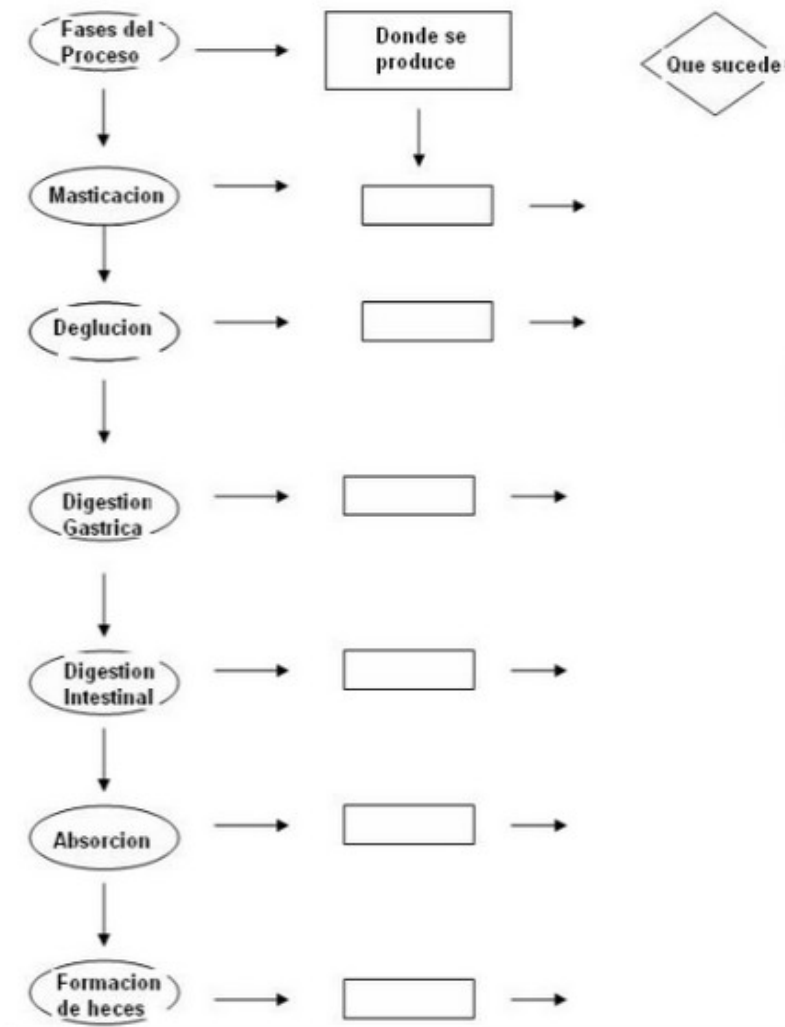 Fases del
Proceso
Donde se
produce
Que sucede
Masticacion
Deglucion
Digestion
Gastrica
Digestion
Intestinal
Absorcion
Formacion
de heces